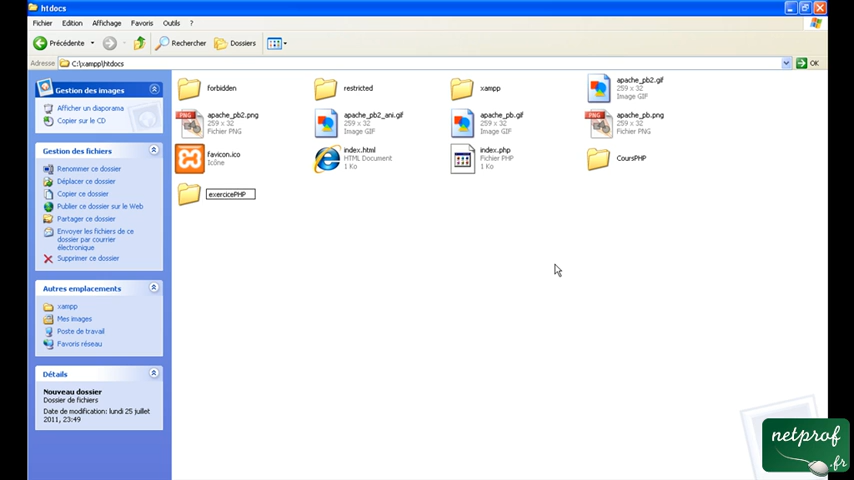 htdocs
Fichier Edition Affichage Favoris Outils ?
Précédente Rechercher Dossiers
Adresse C:\xampp\htdocs OK
Gestion des images
Afficher un diaporama
Copier sur le CD
Gestion des fichiers
Renommer ce dossier
Déplacer ce dossier
Copier ce dossier
Publier ce dossier sur le Web
Partager ce dossier
Envoyer les fichiers de ce
dossier par courrier
électronique
Supprimer ce dossier
Autres emplacements
xampp
Mes images
Poste de travail
Favoris réseau
Détails
Nouveau dossier
Dossier de fichiers
Date de modification: lundi 25 juillet
2011, 23:49
forbidden
restricted
xampp
apache_pb2.gif
259 x 32
Image GIF
PNG
apache_pb2.png
259 x 32
Fichier PNG
apache_pb2_ani.gif
259 x 32
Image GIF
apache_pb.gif
259 x 32
Image GIF
PNG
apache_pb.png
259 x 32
Fichier PNG
favicon.ico
Icône
index.html
HTML Document
1 Ko
index.php
Fichier PHP
1 Ko
CoursPHP
exercicePHP
netprof
.fr